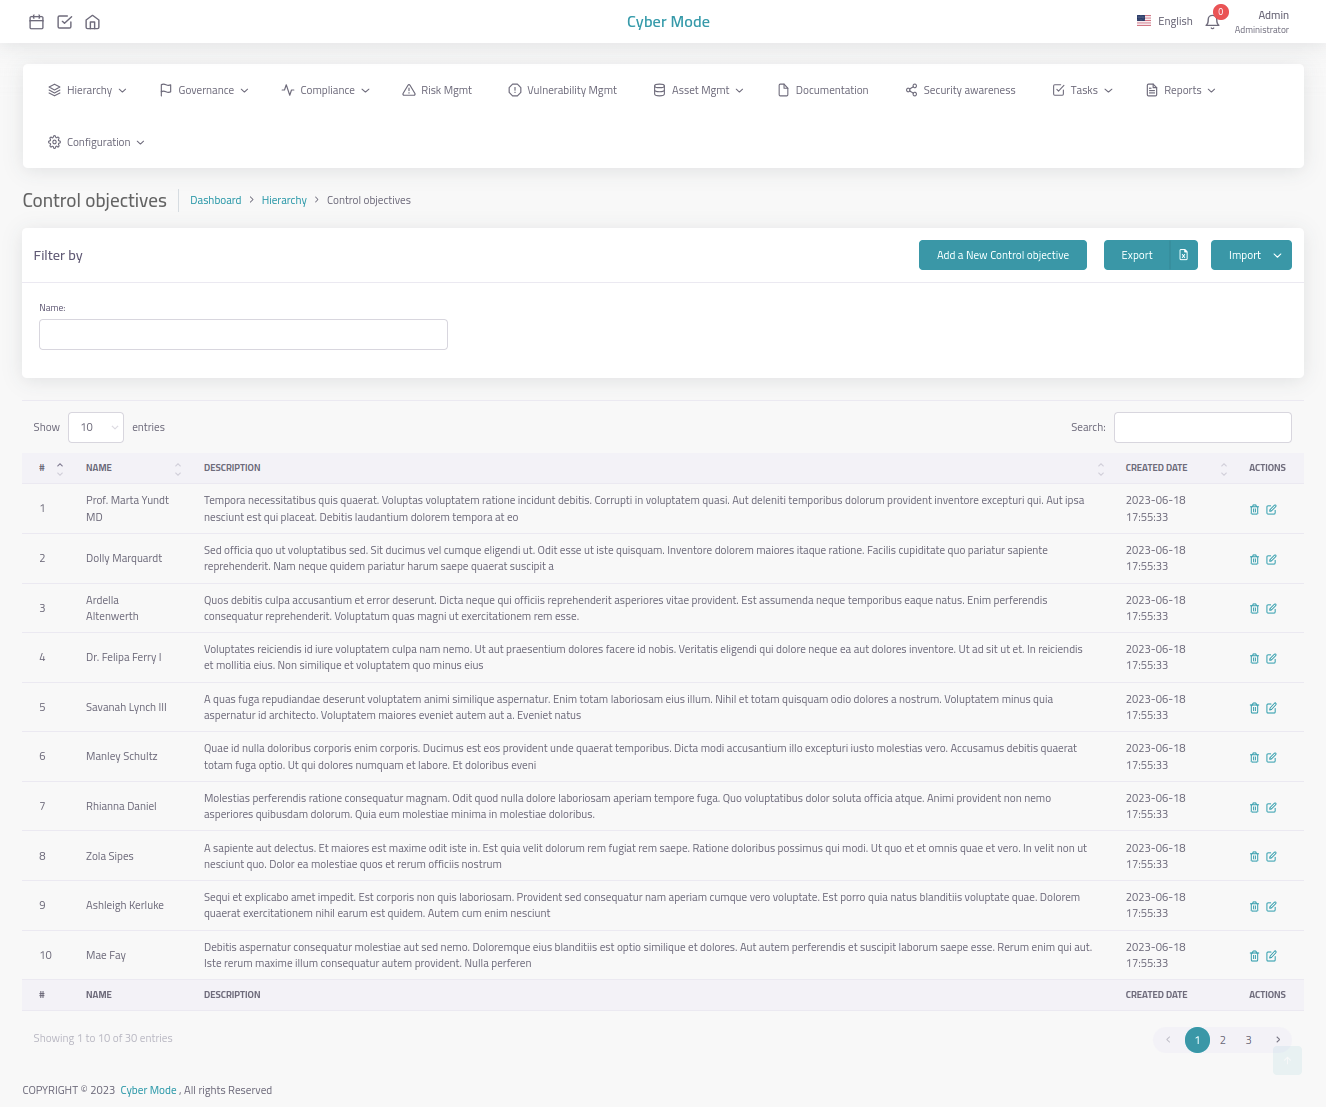 Cyber Mode
English
0
Admin
Administrator
Hierarchy
Governance
Compliance
Risk Mgmt
Vulnerability Mgmt
Asset Mgmt
Documentation
Security awareness
Tasks
Reports
Configuration
Control objectives
Dashboard > Hierarchy > Control objectives
Filter by
Add a New Control objective
Export
Import
Name:
Show 10 entries
Search:
# NAME DESCRIPTION CREATED DATE ACTIONS
1
Prof. Marta Yundt
MD
Tempora necessitatibus quis quaerat. Voluptas voluptatem ratione incidunt debitis. Corrupti in voluptatem quasi. Aut deleniti temporibus dolorum provident inventore excepturi qui. Aut ipsa
nesciunt est qui placeat. Debitis laudantium dolorem tempora at eo
2023-06-18
17:55:33
2
Dolly Marquardt
Sed officia quo ut voluptatibus sed. Sit ducimus vel cumque eligendi ut. Odit esse ut iste quisquam. Inventore dolorem maiores itaque ratione. Facilis cupiditate quo pariatur sapiente
reprehenderit. Nam neque quidem pariatur harum saepe quaerat suscipit a
2023-06-18
17:55:33
3
Ardella
Altenwerth
Quos debitis culpa accusantium et error deserunt. Dicta neque qui officiis reprehenderit asperiores vitae provident. Est assumenda neque temporibus eaque natus. Enim perferendis
consequatur reprehenderit. Voluptatum quas magni ut exercitationem rem esse.
2023-06-18
17:55:33
4
Dr. Felipa Ferry I
Voluptates reiciendis id iure voluptatem culpa nam nemo. Ut aut praesentium dolores facere id nobis. Veritatis eligendi qui dolore neque ea aut dolores inventore. Ut ad sit ut et. In reiciendis
et mollitia eius. Non similique et voluptatem quo minus eius
2023-06-18
17:55:33
5
Savanah Lynch III
A quas fuga repudiandae deserunt voluptatem animi similique aspernatur. Enim totam laboriosam eius illum. Nihil et totam quisquam odio dolores a nostrum. Voluptatem minus quia
aspernatur id architecto. Voluptatem maiores eveniet autem aut a. Eveniet natus
2023-06-18
17:55:33
6
Manley Schultz
Quae id nulla doloribus corporis enim corporis. Ducimus est eos provident unde quaerat temporibus. Dicta modi accusantium illo excepturi iusto molestias vero. Accusamus debitis quaerat
totam fuga optio. Ut qui dolores numquam et labore. Et doloribus eveni
2023-06-18
17:55:33
7
Rhianna Daniel
Molestias perferendis ratione consequatur magnam. Odit quod nulla dolore laboriosam aperiam tempore fuga. Quo voluptatibus dolor soluta officia atque. Animi provident non nemo
asperiores quibusdam dolorum. Quia eum molestiae minima in molestiae doloribus.
2023-06-18
17:55:33
8
Zola Sipes
A sapiente aut delectus. Et maiores est maxime odit iste in. Est quia velit dolorum rem fugiat rem saepe. Ratione doloribus possimus qui modi. Ut quo et et omnis quae et vero. In velit non ut
nesciunt quo. Dolor ea molestiae quos et rerum officiis nostrum
2023-06-18
17:55:33
9
Ashleigh Kerluke
Sequi et explicabo amet impedit. Est corporis non quis laboriosam. Provident sed consequatur nam aperiam cumque vero voluptate. Est porro quia natus blanditiis voluptate quae. Dolorem
quaerat exercitationem nihil earum est quidem. Autem cum enim nesciunt
2023-06-18
17:55:33
10
Mae Fay
Debitis aspernatur consequatur molestiae aut sed nemo. Doloremque eius blanditiis est optio similique et dolores. Aut autem perferendis et suscipit laborum saepe esse. Rerum enim qui aut.
Iste rerum maxime illum consequatur autem provident. Nulla perferen
2023-06-18
17:55:33
# NAME DESCRIPTION CREATED DATE ACTIONS
Showing 1 to 10 of 30 entries
1 2 3
COPYRIGHT © 2023 Cyber Mode , All rights Reserved